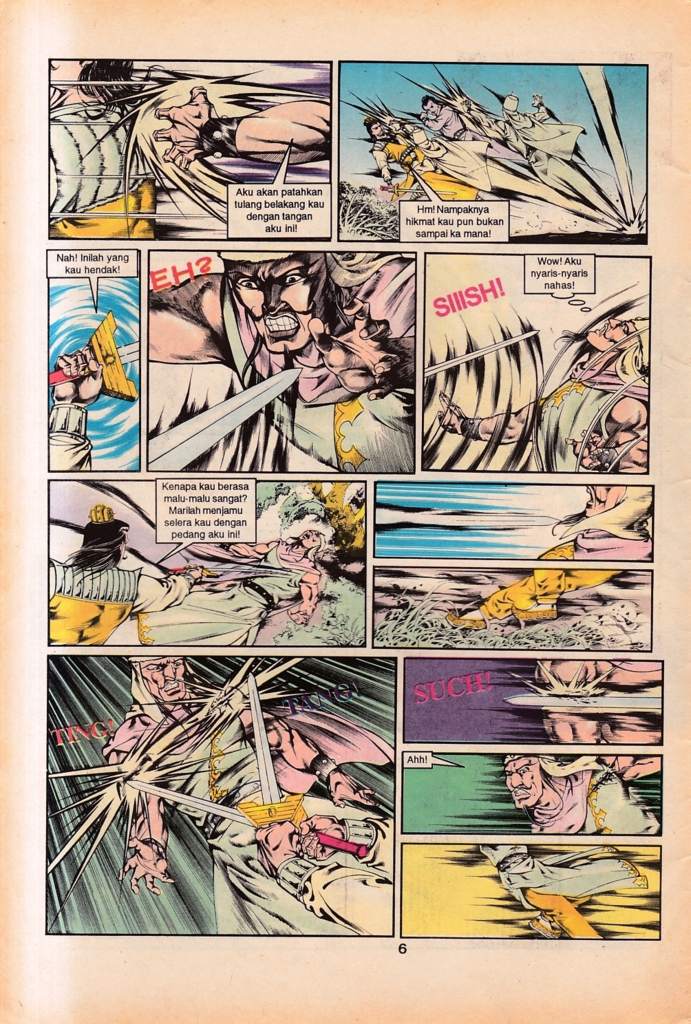 Aku akan patahkan
tulang belakang kau
dengan tangan
aku ini!
Hm! Nampaknya
hikmat kau pun bukan
sampai ka mana!
Nah! Inilah yang
kau hendak!
EH?
SIIISH!
Wow! Aku
nyaris-nyaris
nahas!
Kenapa kau berasa
malu-malu sangat?
Marilah menjamu
selera kau dengan
pedang aku ini!
TING!
TANG!
SUCH!
Ahh!
6